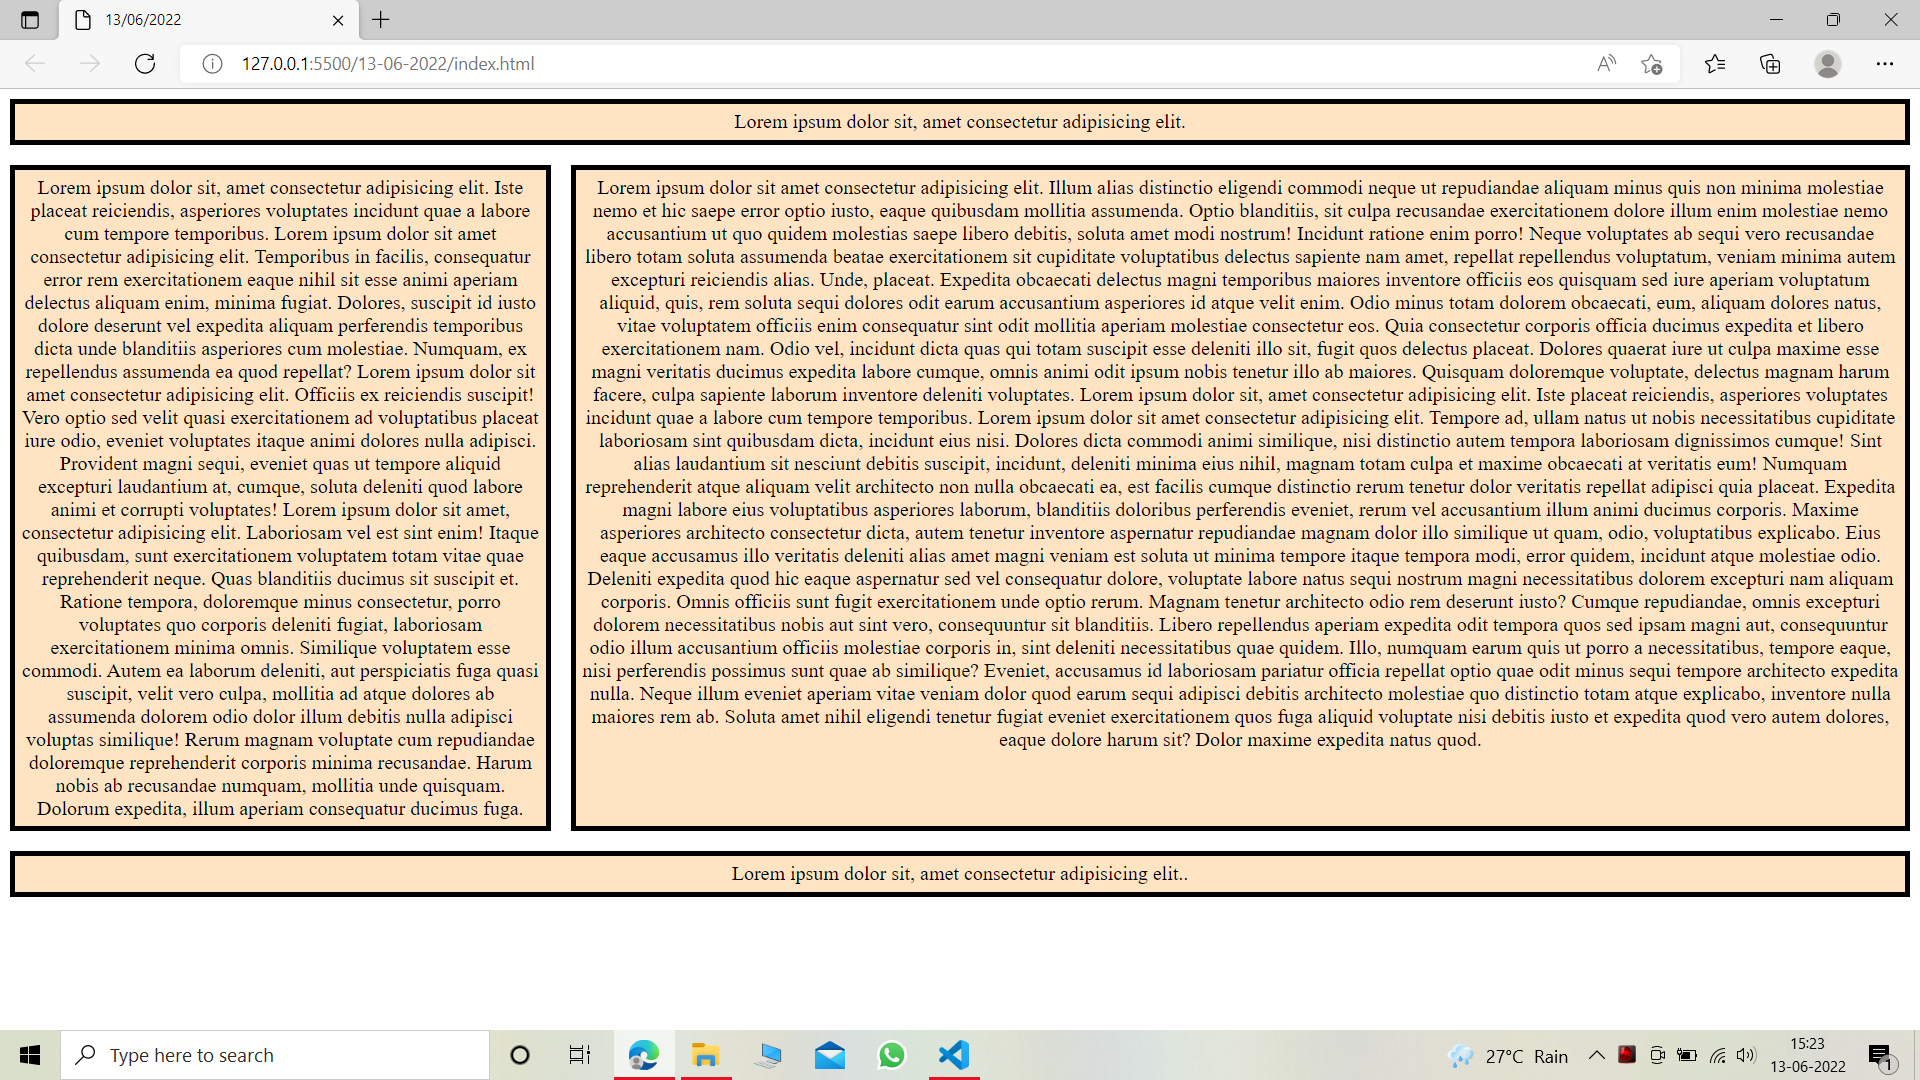 13/06/2022
127.0.0.1:5500/13-06-2022/index.html
Lorem ipsum dolor sit, amet consectetur adipisicing elit.
Lorem ipsum dolor sit, amet consectetur adipisicing elit. Iste
placeat reiciendis, asperiores voluptates incidunt quae a labore
cum tempore temporibus. Lorem ipsum dolor sit amet
consectetur adipisicing elit. Temporibus in facilis, consequatur
error rem exercitationem eaque nihil sit esse animi aperiam
delectus aliquam enim, minima fugiat. Dolores, suscipit id iusto
dolore deserunt vel expedita aliquam perferendis temporibus
dicta unde blanditiis asperiores cum molestiae. Numquam, ex
repellendus assumenda ea quod repellat? Lorem ipsum dolor sit
amet consectetur adipisicing elit. Officiis ex reiciendis suscipit!
Vero optio sed velit quasi exercitationem ad voluptatibus placeat
iure odio, eveniet voluptates itaque animi dolores nulla adipisci.
Provident magni sequi, eveniet quas ut tempore aliquid
excepturi laudantium at, cumque, soluta deleniti quod labore
animi et corrupti voluptates! Lorem ipsum dolor sit amet,
consectetur adipisicing elit. Laboriosam vel est sint enim! Itaque
quibusdam, sunt exercitationem voluptatem totam vitae quae
reprehenderit neque. Quas blanditiis ducimus sit suscipit et.
Ratione tempora, doloremque minus consectetur, porro
voluptates quo corporis deleniti fugiat, laboriosam
exercitationem minima omnis. Similique voluptatem esse
commodi. Autem ea laborum deleniti, aut perspiciatis fuga quasi
suscipit, velit vero culpa, mollitia ad atque dolores ab
assumenda dolorem odio dolor illum debitis nulla adipisci
voluptas similique! Rerum magnam voluptate cum repudiandae
doloremque reprehenderit corporis minima recusandae. Harum
nobis ab recusandae numquam, mollitia unde quisquam.
Dolorum expedita, illum aperiam consequatur ducimus fuga.
Lorem ipsum dolor sit amet consectetur adipisicing elit. Illum alias distinctio eligendi commodi neque ut repudiandae aliquam minus quis non minima molestiae
nemo et hic saepe error optio iusto, eaque quibusdam mollitia assumenda. Optio blanditiis, sit culpa recusandae exercitationem dolore illum enim molestiae nemo
accusantium ut quo quidem molestias saepe libero debitis, soluta amet modi nostrum! Incidunt ratione enim porro! Neque voluptates ab sequi vero recusandae
libero totam soluta assumenda beatae exercitationem sit cupiditate voluptatibus delectus sapiente nam amet, repellat repellendus voluptatum, veniam minima autem
excepturi reiciendis alias. Unde, placeat. Expedita obcaecati delectus magni temporibus maiores inventore officiis eos quisquam sed iure aperiam voluptatum
aliquid, quis, rem soluta sequi dolores odit earum accusantium asperiores id atque velit enim. Odio minus totam dolorem obcaecati, eum, aliquam dolores natus,
vitae voluptatem officiis enim consequatur sint odit mollitia aperiam molestiae consectetur eos. Quia consectetur corporis officia ducimus expedita et libero
exercitationem nam. Odio vel, incidunt dicta quas qui totam suscipit esse deleniti illo sit, fugit quos delectus placeat. Dolores quaerat iure ut culpa maxime esse
magni veritatis ducimus expedita labore cumque, omnis animi odit ipsum nobis tenetur illo ab maiores. Quisquam doloremque voluptate, delectus magnam harum
facere, culpa sapiente laborum inventore deleniti voluptates. Lorem ipsum dolor sit, amet consectetur adipisicing elit. Iste placeat reiciendis, asperiores voluptates
incidunt quae a labore cum tempore temporibus. Lorem ipsum dolor sit amet consectetur adipisicing elit. Tempore ad, ullam natus ut nobis necessitatibus cupiditate
laboriosam sint quibusdam dicta, incidunt eius nisi. Dolores dicta commodi animi similique, nisi distinctio autem tempora laboriosam dignissimos cumque! Sint
alias laudantium sit nesciunt debitis suscipit, incidunt, deleniti minima eius nihil, magnam totam culpa et maxime obcaecati at veritatis eum! Numquam
reprehenderit atque aliquam velit architecto non nulla obcaecati ea, est facilis cumque distinctio rerum tenetur dolor veritatis repellat adipisci quia placeat. Expedita
magni labore eius voluptatibus asperiores laborum, blanditiis doloribus perferendis eveniet, rerum vel accusantium illum animi ducimus corporis. Maxime
asperiores architecto consectetur dicta, autem tenetur inventore aspernatur repudiandae magnam dolor illo similique ut quam, odio, voluptatibus explicabo. Eius
eaque accusamus illo veritatis deleniti alias amet magni veniam est soluta ut minima tempore itaque tempora modi, error quidem, incidunt atque molestiae odio.
Deleniti expedita quod hic eaque aspernatur sed vel consequatur dolore, voluptate labore natus sequi nostrum magni necessitatibus dolorem excepturi nam aliquam
corporis. Omnis officiis sunt fugit exercitationem unde optio rerum. Magnam tenetur architecto odio rem deserunt iusto? Cumque repudiandae, omnis excepturi
dolorem necessitatibus nobis aut sint vero, consequuntur sit blanditiis. Libero repellendus aperiam expedita odit tempora quos sed ipsam magni aut, consequuntur
odio illum accusantium officiis molestiae corporis in, sint deleniti necessitatibus quae quidem. Illo, numquam earum quis ut porro a necessitatibus, tempore eaque,
nisi perferendis possimus sunt quae ab similique? Eveniet, accusamus id laboriosam pariatur officia repellat optio quae odit minus sequi tempore architecto expedita
nulla. Neque illum eveniet aperiam vitae veniam dolor quod earum sequi adipisci debitis architecto molestiae quo distinctio totam atque explicabo, inventore nulla
maiores rem ab. Soluta amet nihil eligendi tenetur fugiat eveniet exercitationem quos fuga aliquid voluptate nisi debitis iusto et expedita quod vero autem dolores,
eaque dolore harum sit? Dolor maxime expedita natus quod.
Lorem ipsum dolor sit, amet consectetur adipisicing elit..
Type here to search
27°C Rain
15:23
13-06-2022
1